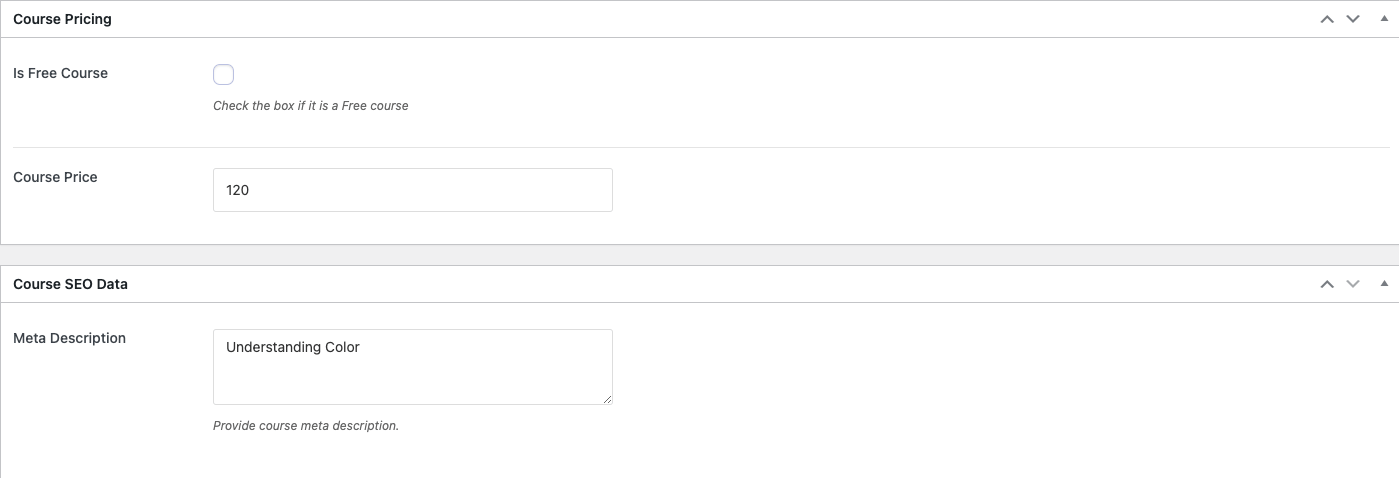 Course Pricing
Is Free Course
Check the box if it is a Free course
Course Price
120
Course SEO Data
Meta Description
Understanding Color
Provide course meta description.